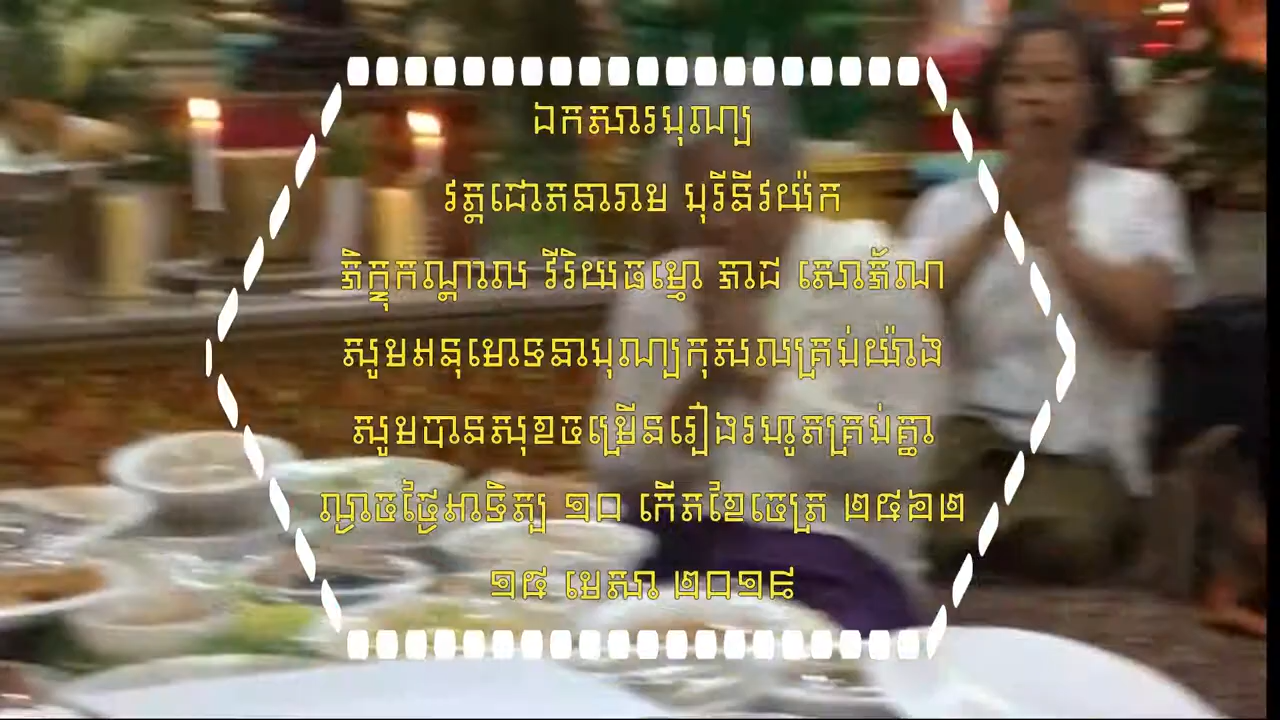 ឯកសារបុណ្យ
វត្តជោតនារាម បុរីនីវយ៉ក
ភិក្ខុកណ្ដាល វីរិយធម្មោ ភាជ សោភ័ណ
សូមអនុមោទនាបុណ្យកុសលគ្រប់យ៉ាង
សូមបានសុខចម្រើនរឿងរហូតគ្រប់គ្នា
ល្ងាចថ្ងៃអាទិត្យ ១០ កើតខែចេត្រ ២៥៦២
១៥ មេសា ២០១៩